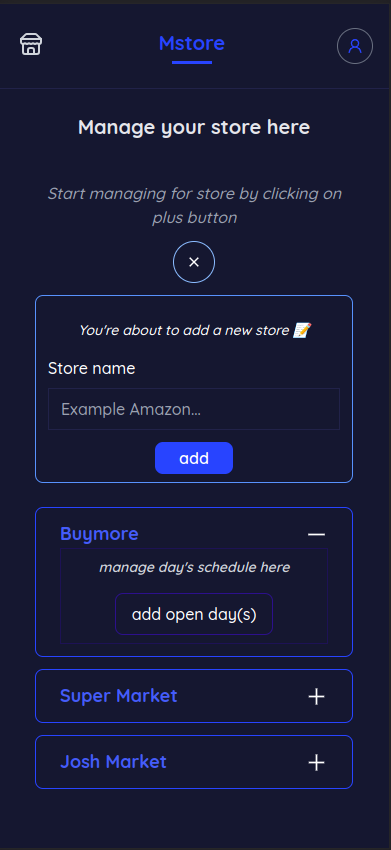 Mstore
Manage your store here
Start managing for store by clicking on
plus button
You're about to add a new store 📝
Store name
Example Amazon...
add
Buymore
manage day's schedule here
add open day(s)
Super Market
Josh Market